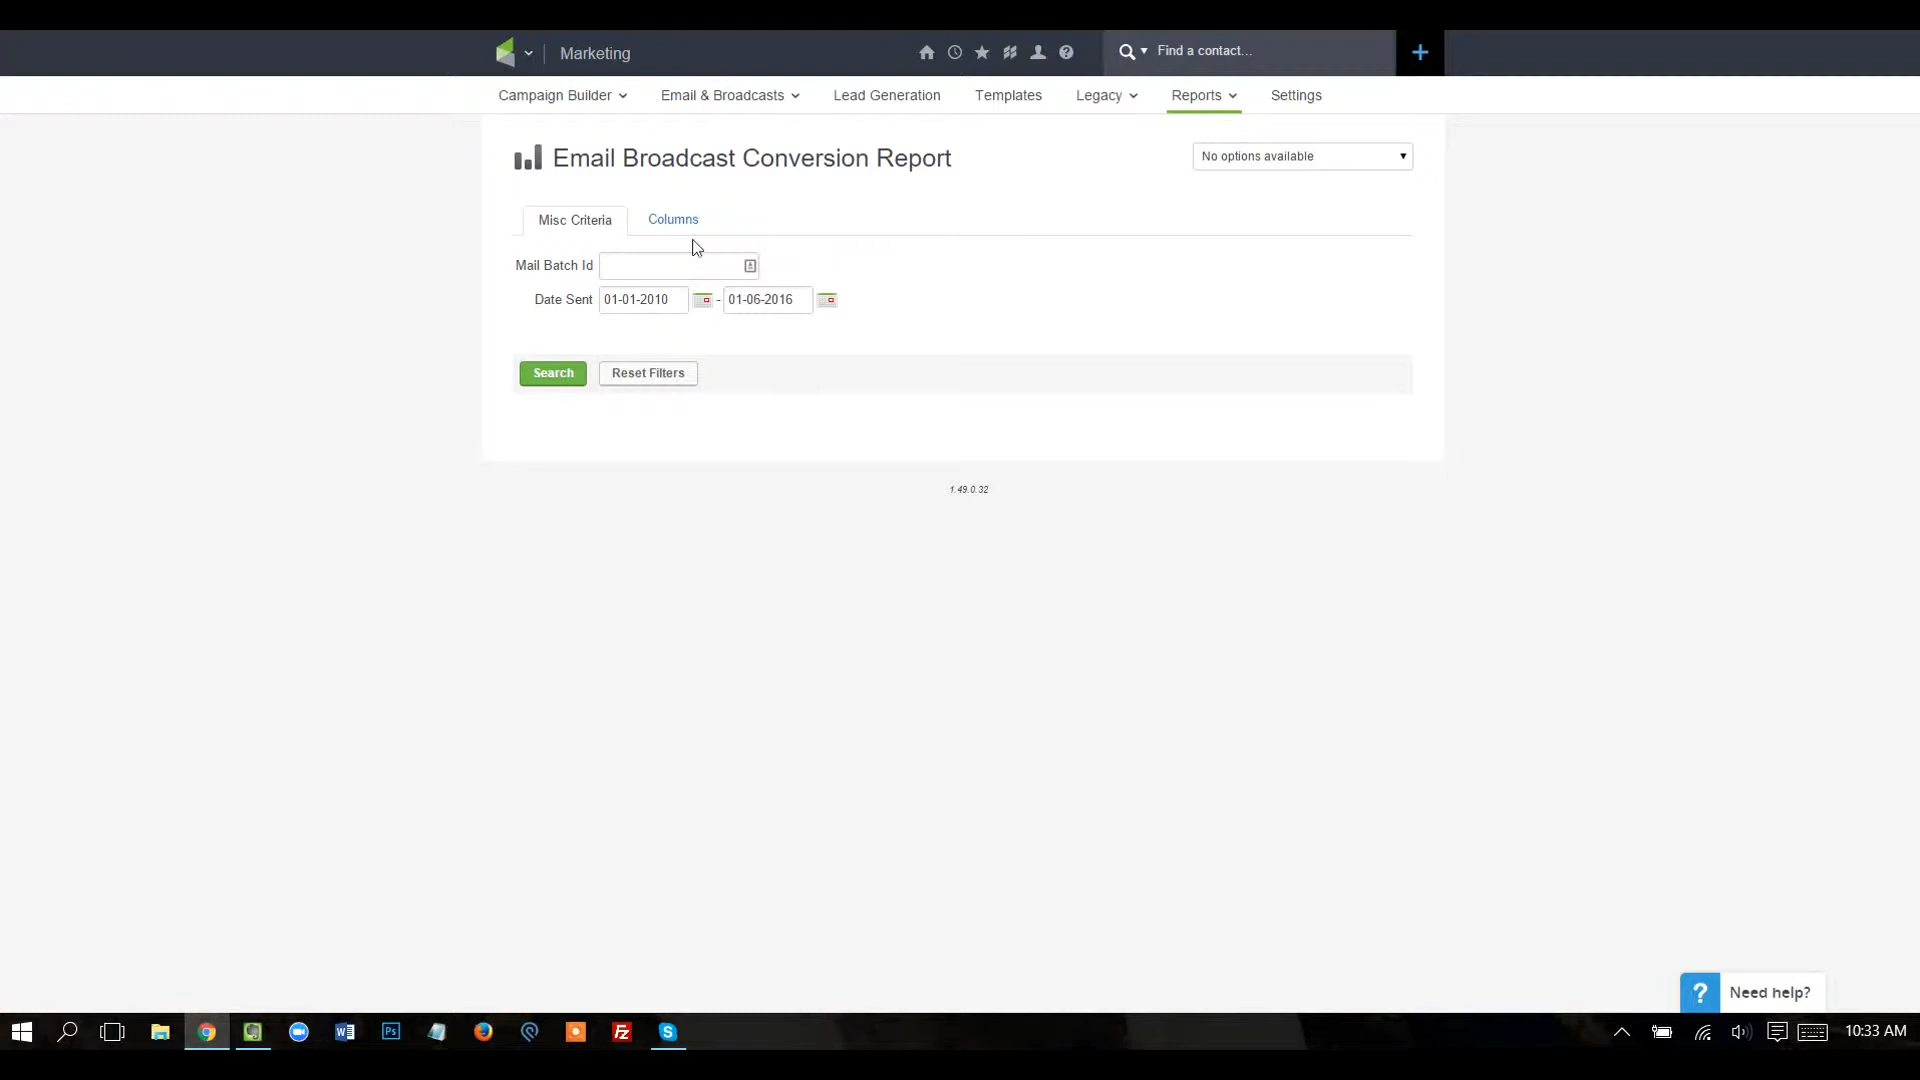 Marketing
Find a contact...
Campaign Builder
Email & Broadcasts
Lead Generation
Templates
Legacy
Reports
Settings
Email Broadcast Conversion Report
No options available
Misc Criteria
Columns
Mail Batch Id
Date Sent 01-01-2010 - 01-06-2016
Search
Reset Filters
1.49.0.32
? Need help?
10:33 AM